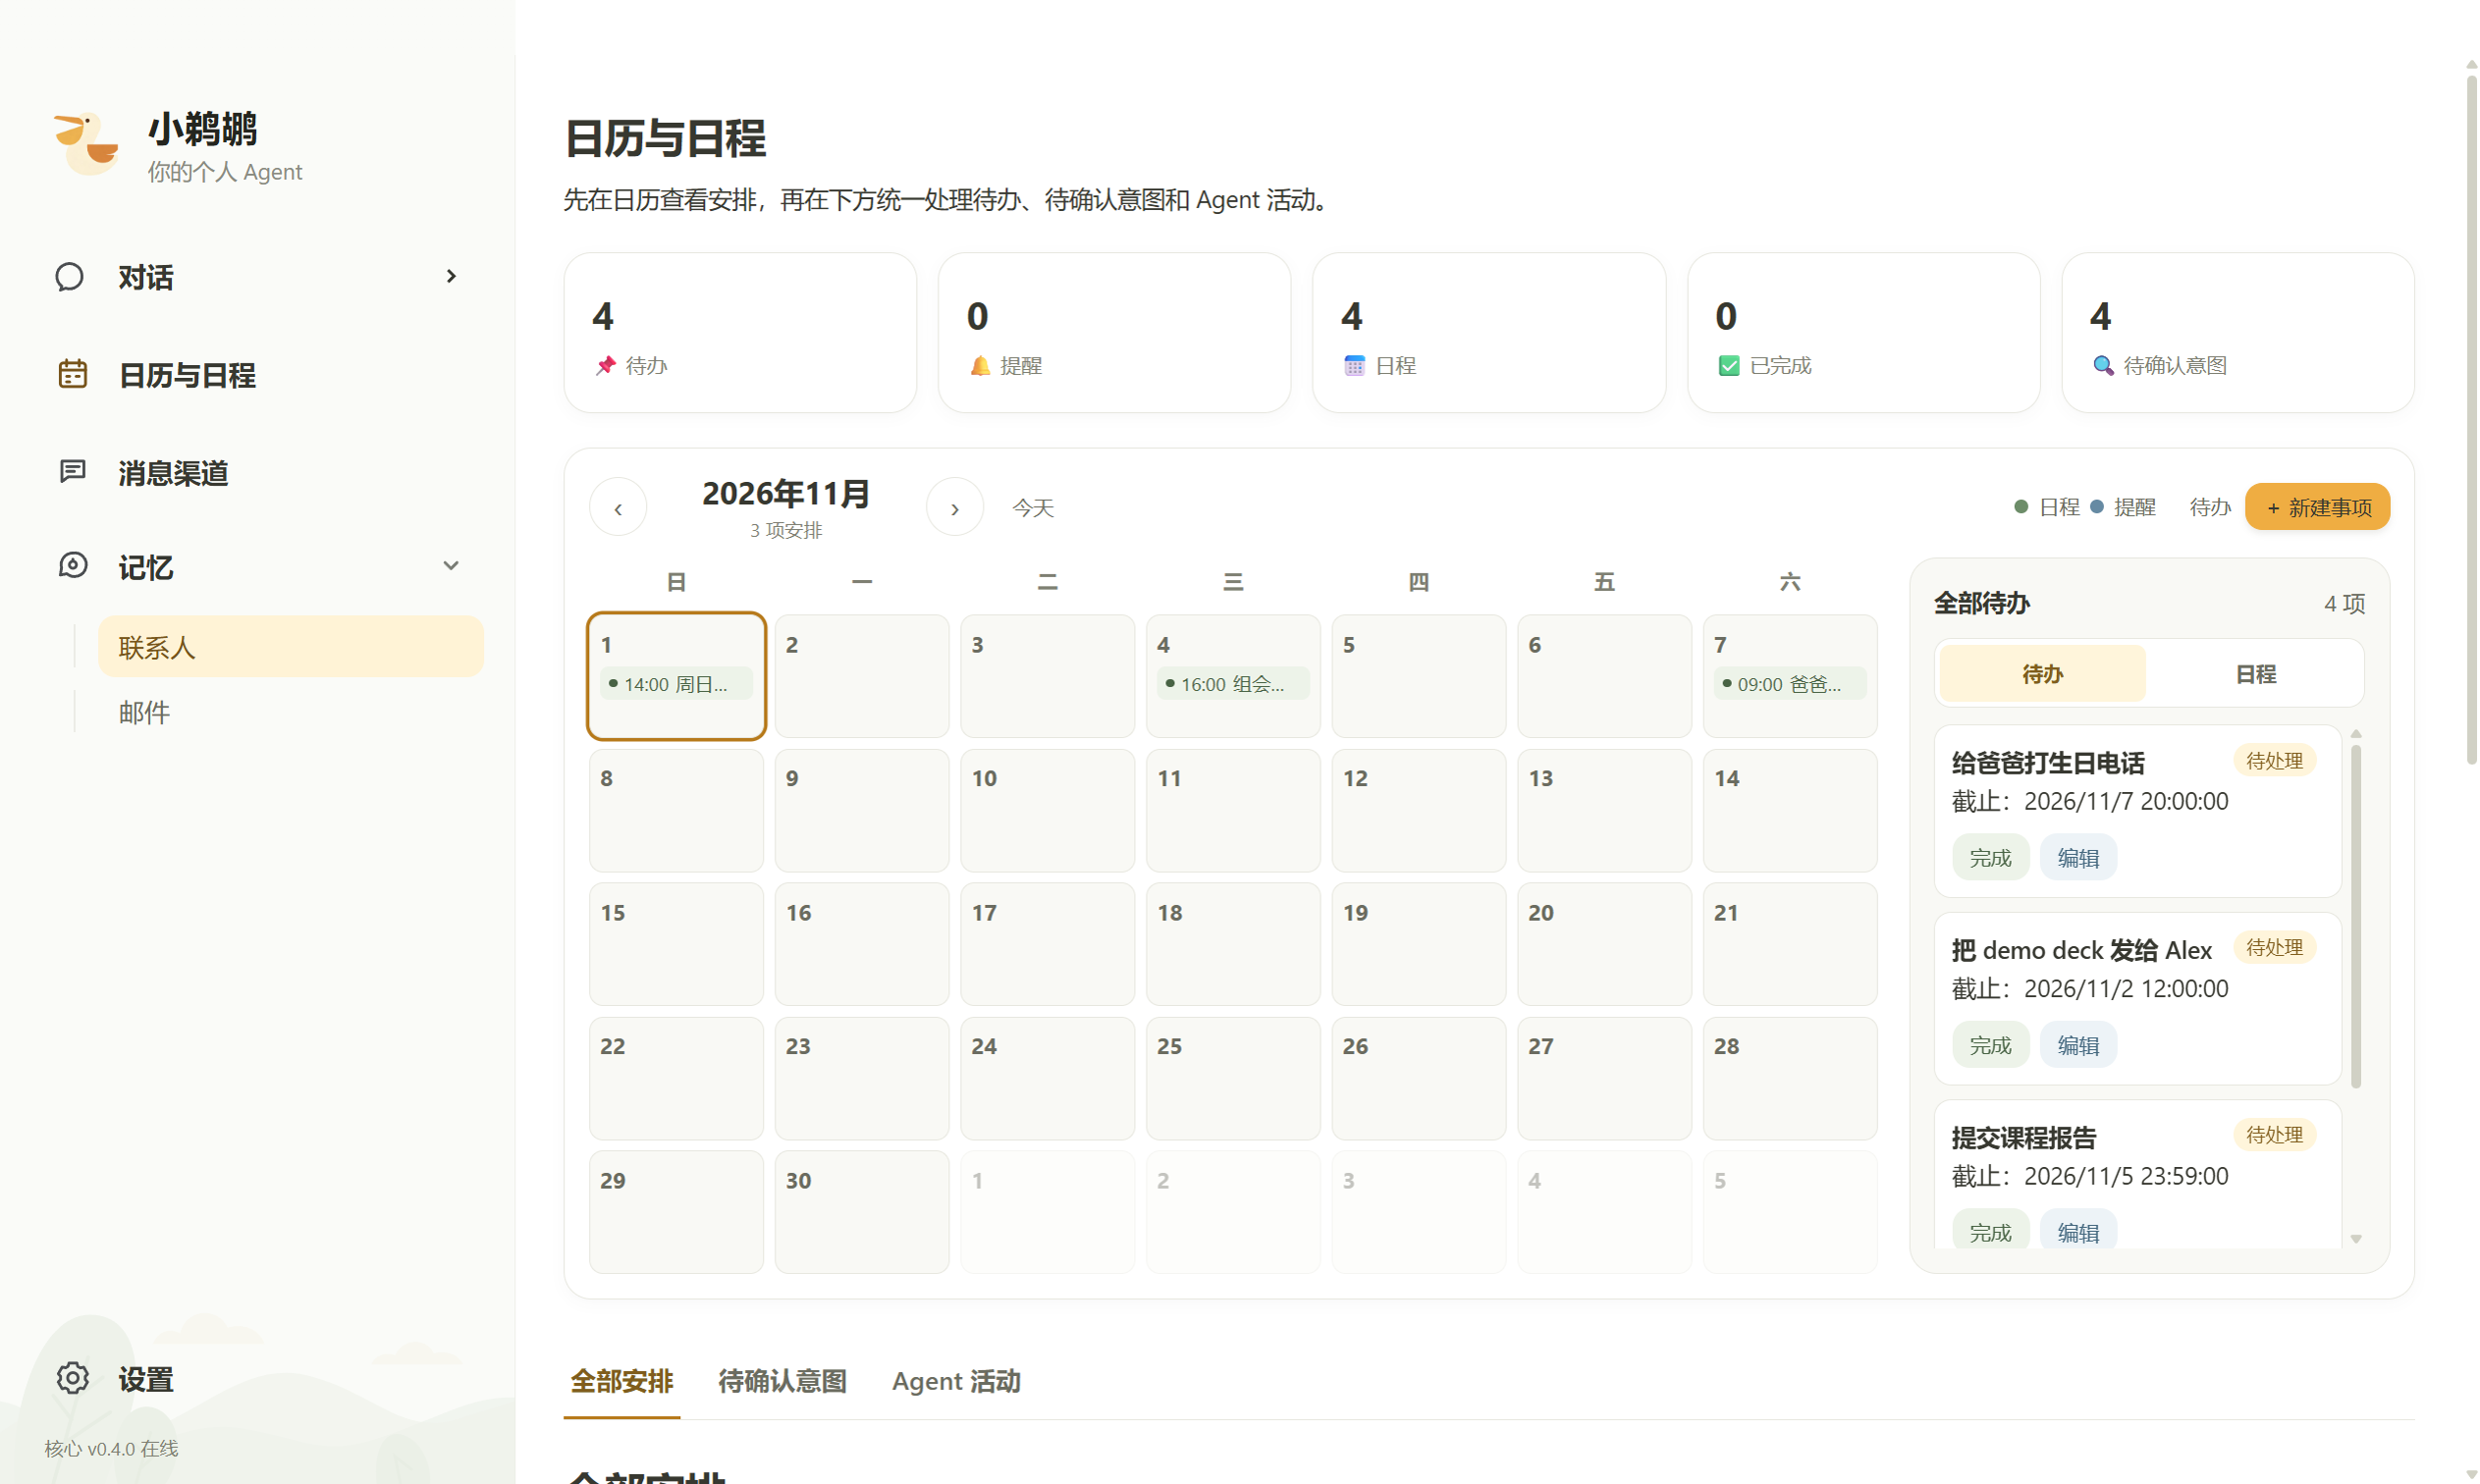 小鹈鹕
你的个人 Agent
对话
日历与日程
消息渠道
记忆
联系人
邮件
设置
核心 v0.4.0 在线
日历与日程
先在日历查看安排，再在下方统一处理待办、待确认意图和 Agent 活动。
4
待办
0
提醒
4
日程
0
已完成
4
待确认意图
‹
2026年11月
3 项安排
›
今天
日程 提醒 待办
+ 新建事项
日 一 二 三 四 五 六
1 2 3 4 5 6 7
14:00 周日... 16:00 组会... 09:00 爸爸...
8 9 10 11 12 13 14
15 16 17 18 19 20 21
22 23 24 25 26 27 28
29 30 1 2 3 4 5
全部待办 4 项
待办 日程
给爸爸打生日电话 待处理
截止：2026/11/7 20:00:00
完成 编辑
把 demo deck 发给 Alex 待处理
截止：2026/11/2 12:00:00
完成 编辑
提交课程报告 待处理
截止：2026/11/5 23:59:00
完成 编辑
全部安排 待确认意图 Agent 活动
全部安排